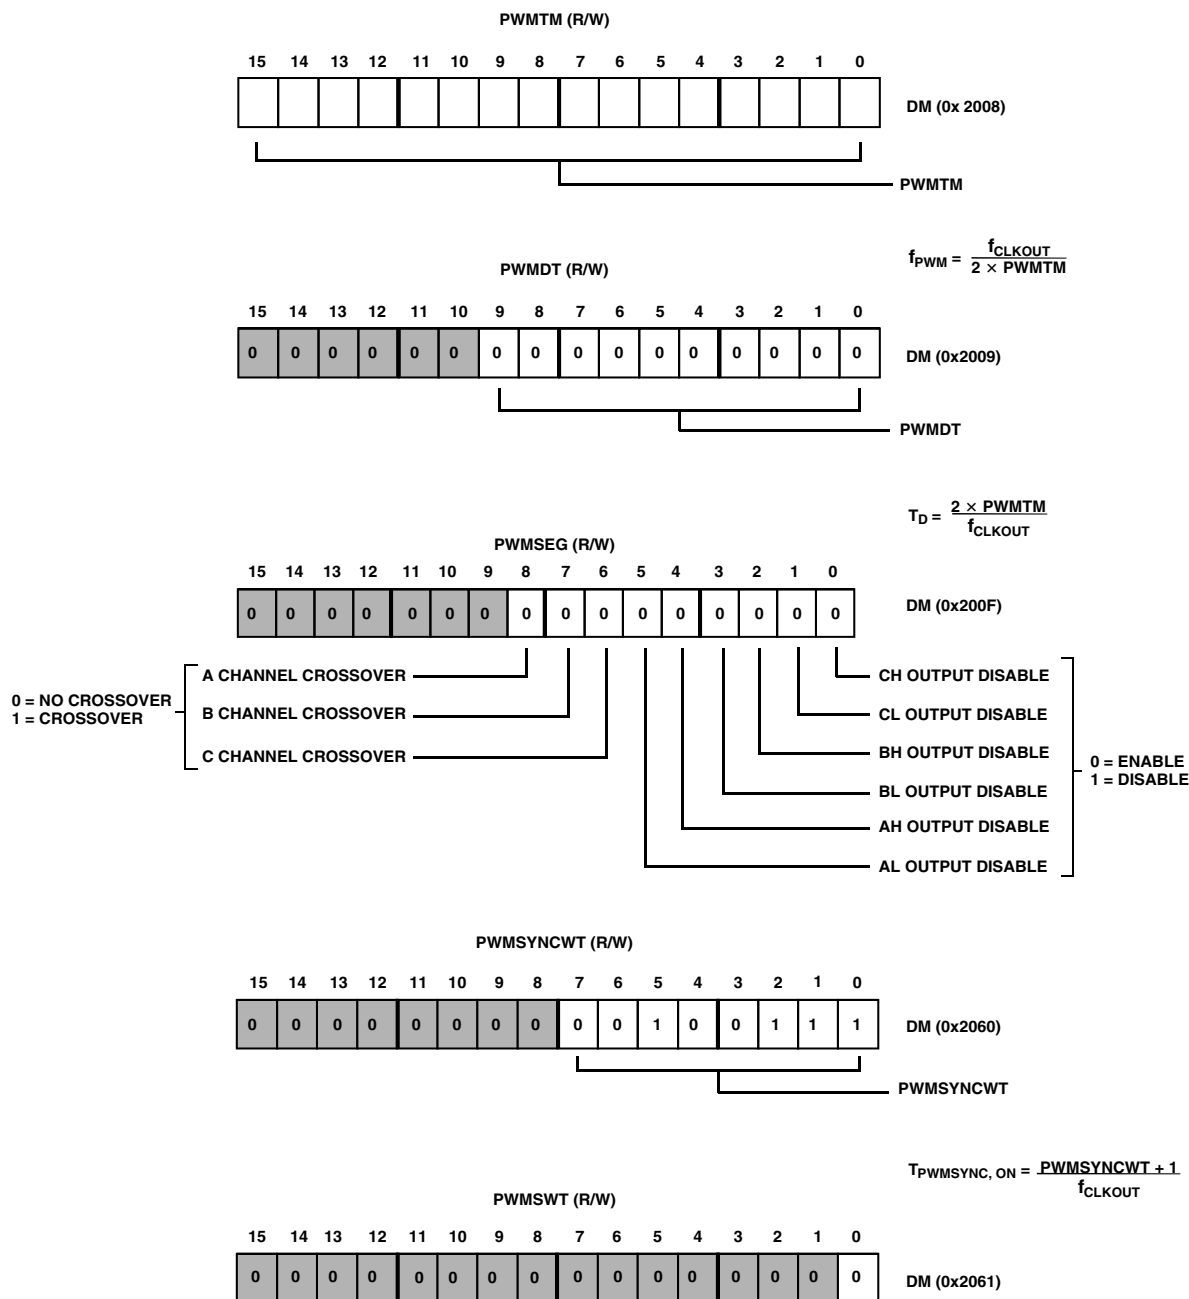 PWMTM (R/W)
15 14 13 12 11 10 9 8 7 6 5 4 3 2 1 0
DM (0x 2008)
PWMTM
fPWM = fCLKOUT
2 × PWMTM
PWMDT (R/W)
15 14 13 12 11 10 9 8 7 6 5 4 3 2 1 0
0 0 0 0 0 0 0 0 0 0 0 0 0 0 0 0
DM (0x2009)
PWMDT
TD = 2 × PWMTM
fCLKOUT
PWMSEG (R/W)
15 14 13 12 11 10 9 8 7 6 5 4 3 2 1 0
0 0 0 0 0 0 0 0 0 0 0 0 0 0 0 0
DM (0x200F)
0 = NO CROSSOVER
1 = CROSSOVER
A CHANNEL CROSSOVER
B CHANNEL CROSSOVER
C CHANNEL CROSSOVER
CH OUTPUT DISABLE
CL OUTPUT DISABLE
BH OUTPUT DISABLE
BL OUTPUT DISABLE
AH OUTPUT DISABLE
AL OUTPUT DISABLE
0 = ENABLE
1 = DISABLE
PWMSYNCWT (R/W)
15 14 13 12 11 10 9 8 7 6 5 4 3 2 1 0
0 0 0 0 0 0 0 0 0 0 1 0 0 1 1 1
DM (0x2060)
PWMSYNCWT
TPWMSYNC, ON = PWMSYNCWT + 1
fCLKOUT
PWMSWT (R/W)
15 14 13 12 11 10 9 8 7 6 5 4 3 2 1 0
0 0 0 0 0 0 0 0 0 0 0 0 0 0 0 0
DM (0x2061)